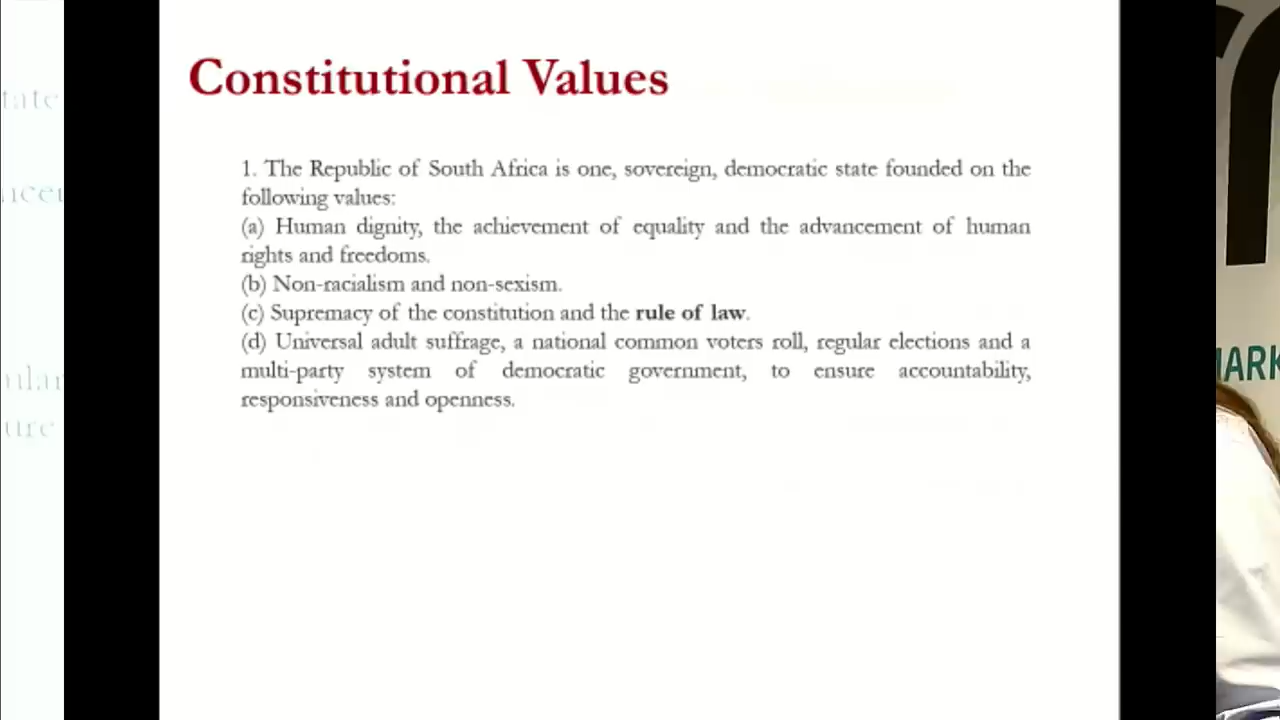 Constitutional Values
1. The Republic of South Africa is one, sovereign, democratic state founded on the
following values:
(a) Human dignity, the achievement of equality and the advancement of human
rights and freedoms.
(b) Non-racialism and non-sexism.
(c) Supremacy of the constitution and the rule of law.
(d) Universal adult suffrage, a national common voters roll, regular elections and a
multi-party system of democratic government, to ensure accountability,
responsiveness and openness.